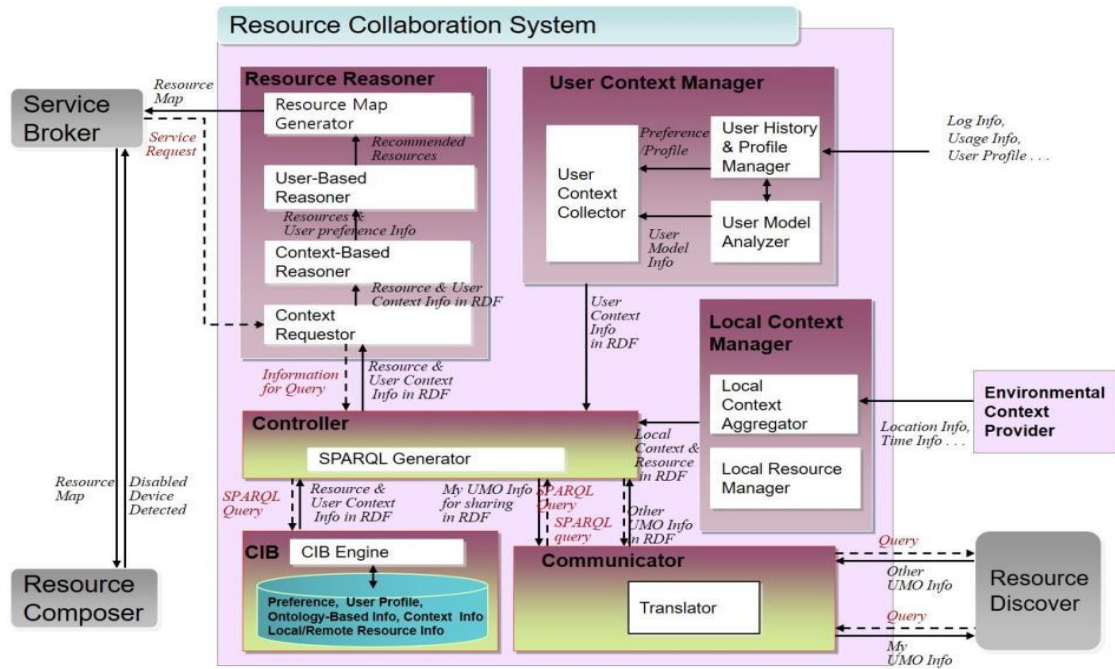 Resource Collaboration System
Resource Reasoner
Resource
Map
Service
Broker
Service
Request
Resource Map
Generator
Recommended
Resources
User-Based
Reasoner
Resources &
User preference Info
Context-Based
Reasoner
Resource & User
Context Info in RDF
Context
Requestor
User Context Manager
Preference
/Profile
User History
& Profile
Manager
User
Context
Collector
User Model
Analyzer
User
Model
Info
Log Info,
Usage Info,
User Profile . . .
Information
for Query
Resource &
User Context
Info in RDF
User
Context
Info
in RDF
Local Context
Manager
Local
Context
Aggregator
Local Resource
Manager
Location Info,
Time Info . . .
Environmental
Context
Provider
Controller
SPARQL Generator
Local
Context &
Resource
in RDF
Resource
Map
Disabled
Device
Detected
SPARQL
Query
Resource &
User Context
Info in RDF
My UMO Info
for sharing
in RDF
SPARQL
Query
SPARQL
query
Other
UMO Info
in RDF
CIB
CIB Engine
Preference, User Profile,
Ontology-Based Info, Context Info
Local/Remote Resource Info
Communicator
Translator
Query
Other
UMO Info
Query
My
UMO Info
Resource
Discover
Resource
Composer